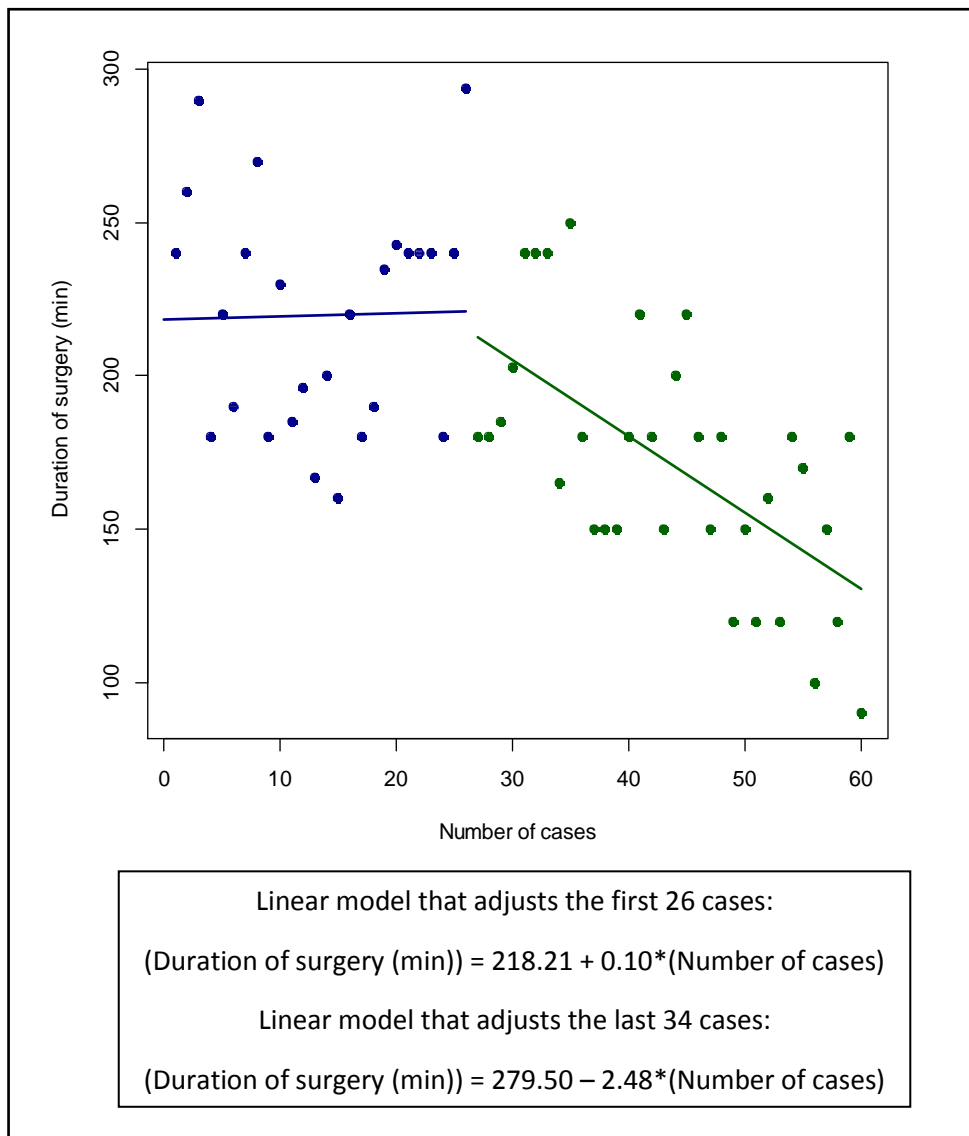 300
250
200
150
100
Duration of surgery (min)
0 10 20 30 40 50 60
Number of cases
Linear model that adjusts the first 26 cases:
(Duration of surgery (min)) = 218.21 + 0.10*(Number of cases)
Linear model that adjusts the last 34 cases:
(Duration of surgery (min)) = 279.50 – 2.48*(Number of cases)